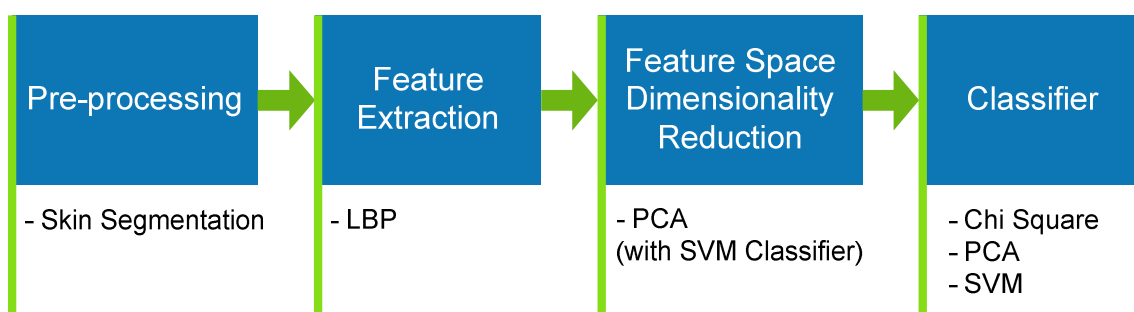 Pre-processing
- Skin Segmentation
Feature
Extraction
- LBP
Feature Space
Dimensionality
Reduction
- PCA
(with SVM Classifier)
Classifier
- Chi Square
- PCA
- SVM